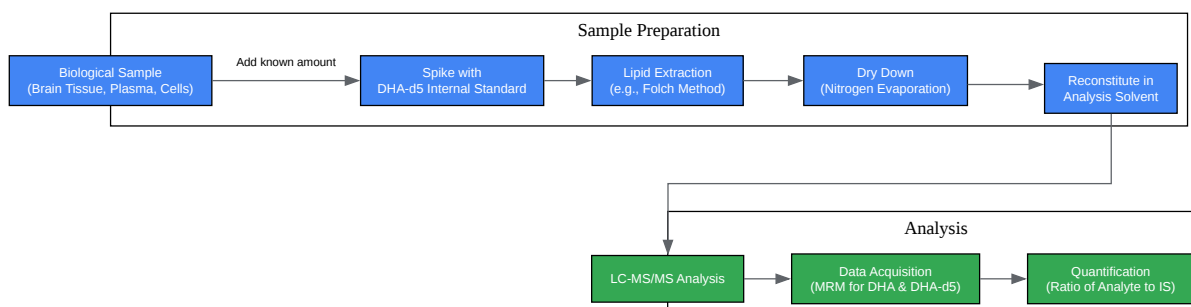 Sample Preparation
Biological Sample
(Brain Tissue, Plasma, Cells)
Add known amount
Spike with
DHA-d5 Internal Standard
Lipid Extraction
(e.g., Folch Method)
Dry Down
(Nitrogen Evaporation)
Reconstitute in
Analysis Solvent
Analysis
LC-MS/MS Analysis
Data Acquisition
(MRM for DHA & DHA-d5)
Quantification
(Ratio of Analyte to IS)